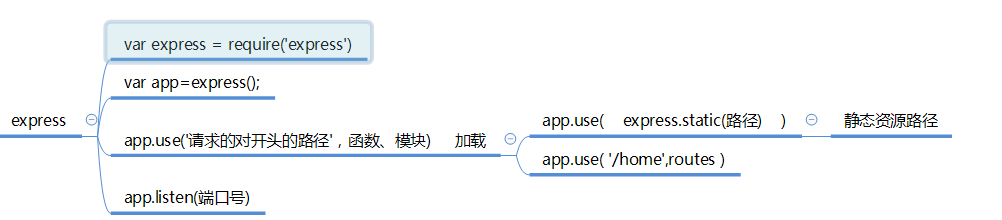 express
var express = require('express')
var app=express();
app.use('请求的对开头的路径'，函数、模块) 加载
app.use( express.static(路径) )
静态资源路径
app.use( '/home',routes )
app.listen(端口号)